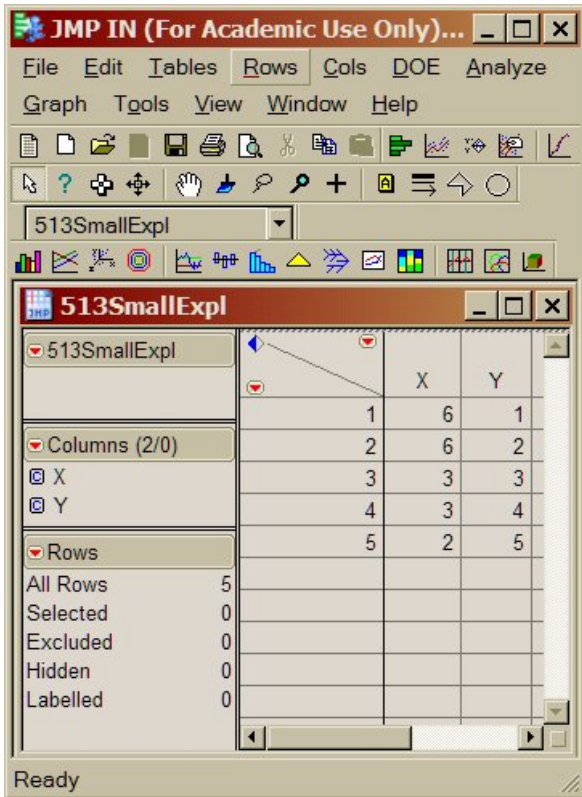 JMP IN (For Academic Use Only)...
File Edit Tables Rows Cols DOE Analyze
Graph Tools View Window Help
513SmallExpl
513SmallExpl
513SmallExpl
X Y
1 6 1
Columns (2/0)
2 6 2
X
3 3 3
Y
4 3 4
5 2 5
Rows
All Rows 5
Selected 0
Excluded 0
Hidden 0
Labelled 0
Ready